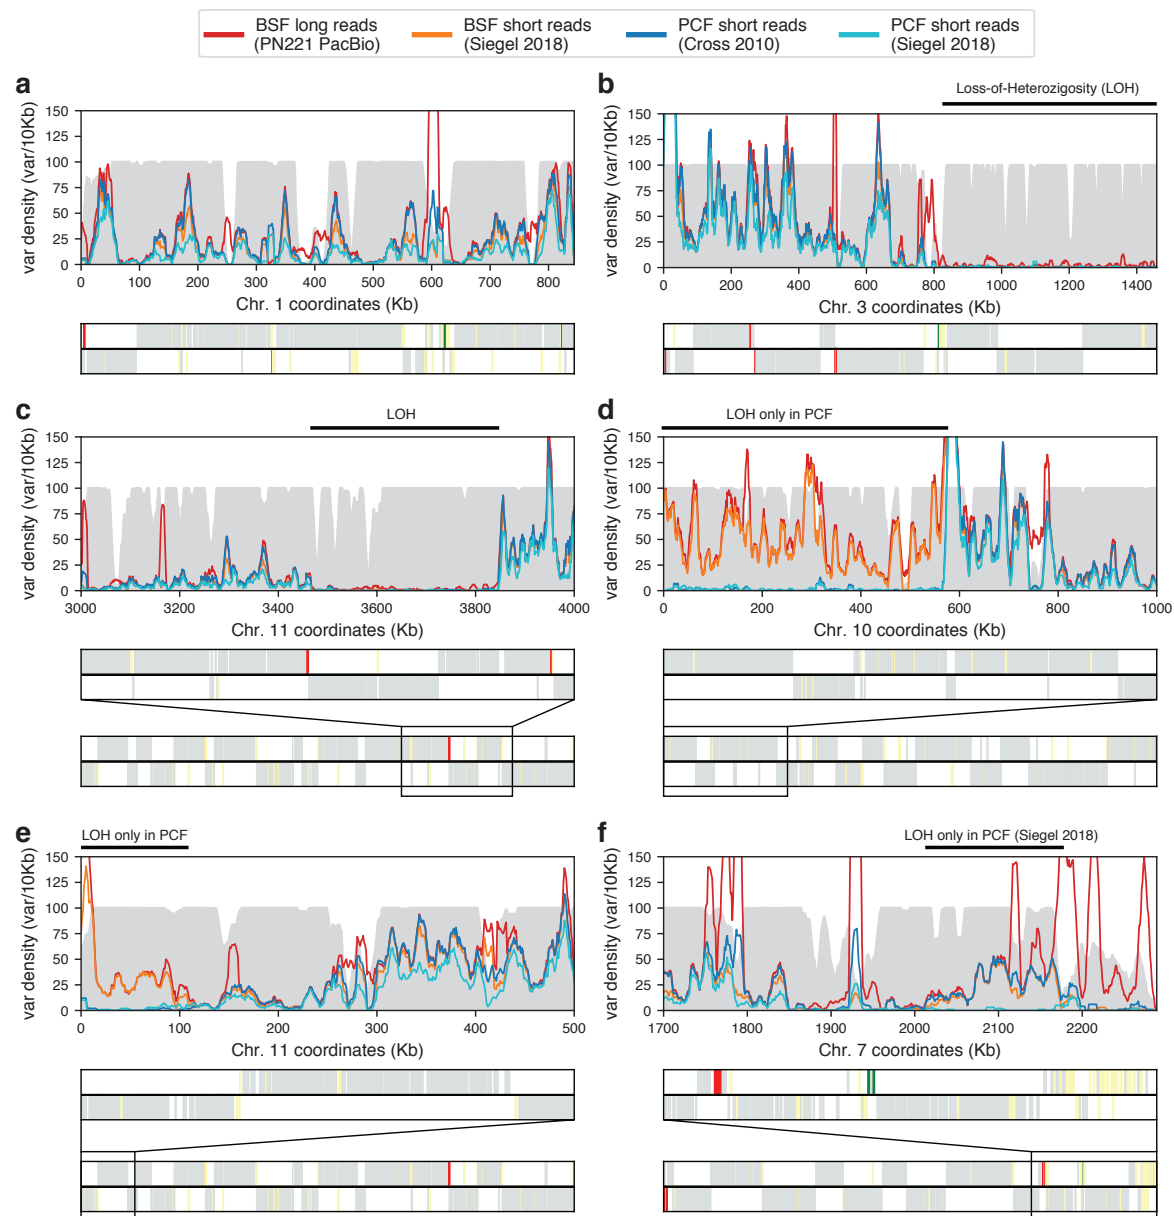 BSF long reads
(PN221 PacBio)
BSF short reads
(Siegel 2018)
PCF short reads
(Cross 2010)
PCF short reads
(Siegel 2018)
a
var density (var/10Kb)
150
125
100
75
50
25
0
0 100 200 300 400 500 600 700 800
Chr. 1 coordinates (Kb)
b
Loss-of-Heterozigosity (LOH)
var density (var/10Kb)
150
125
100
75
50
25
0
0 200 400 600 800 1000 1200 1400
Chr. 3 coordinates (Kb)
c
LOH
var density (var/10Kb)
150
125
100
75
50
25
0
3000 3200 3400 3600 3800 4000
Chr. 11 coordinates (Kb)
d
LOH only in PCF
var density (var/10Kb)
150
125
100
75
50
25
0
0 200 400 600 800 1000
Chr. 10 coordinates (Kb)
e
LOH only in PCF
var density (var/10Kb)
150
125
100
75
50
25
0
0 100 200 300 400 500
Chr. 11 coordinates (Kb)
f
LOH only in PCF (Siegel 2018)
var density (var/10Kb)
150
125
100
75
50
25
0
1700 1800 1900 2000 2100 2200
Chr. 7 coordinates (Kb)